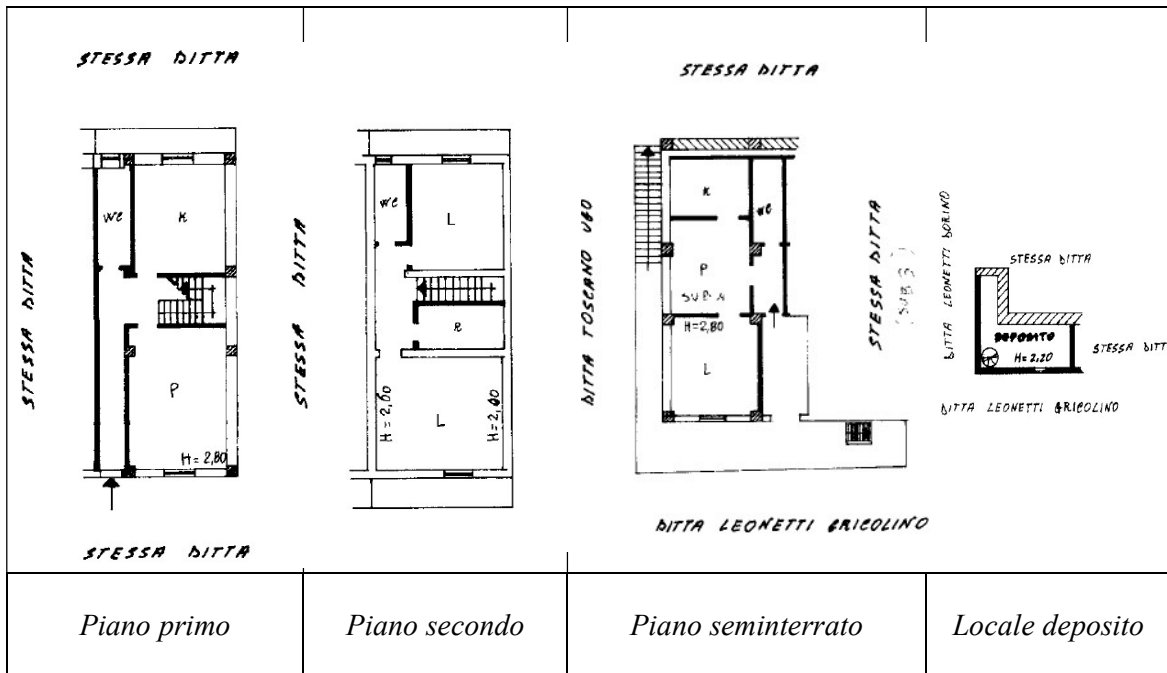 STESSA DITTA
STESSA DITTA
WC
K
P
H = 2,80
STESSA DITTA
STESSA DITTA
WC
L
R
L
H = 2,60
H = 2,00
STESSA DITTA
DITTA TOSCANO UGO
K
WC
P
SUB. 4
H = 2,80
L
STESSA DITTA
DITTA LEONETTI GRICOLINO
DITTA LEONETTI DORINO
STESSA DITTA
DEPOSITO
H = 2,20
STESSA DITT
DITTA LEONETTI GRICOLINO
Piano primo
Piano secondo
Piano seminterrato
Locale deposito